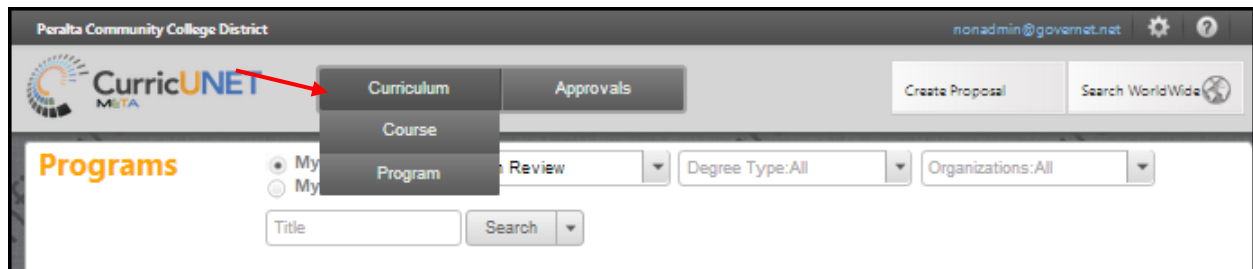 Peralta Community College District nonadmin@governet.net ?
CurricUNET META Curriculum Approvals Create Proposal Search WorldWide
Course
Programs My Review Degree Type:All Organizations:All
My Program
Title Search